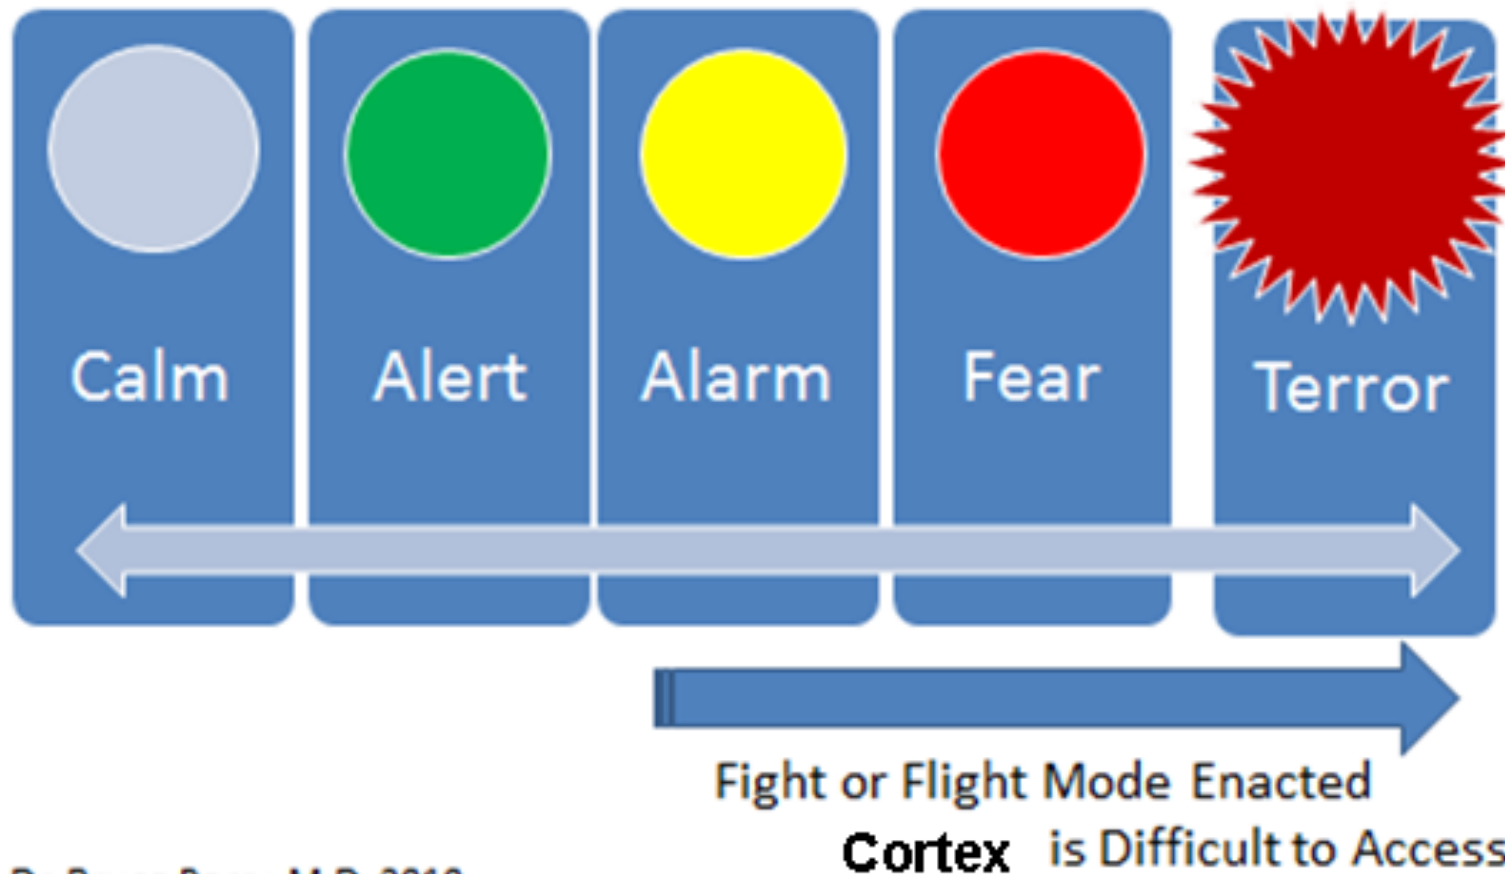 Calm
Alert
Alarm
Fear
Terror
Fight or Flight Mode Enacted
Cortex is Difficult to Access